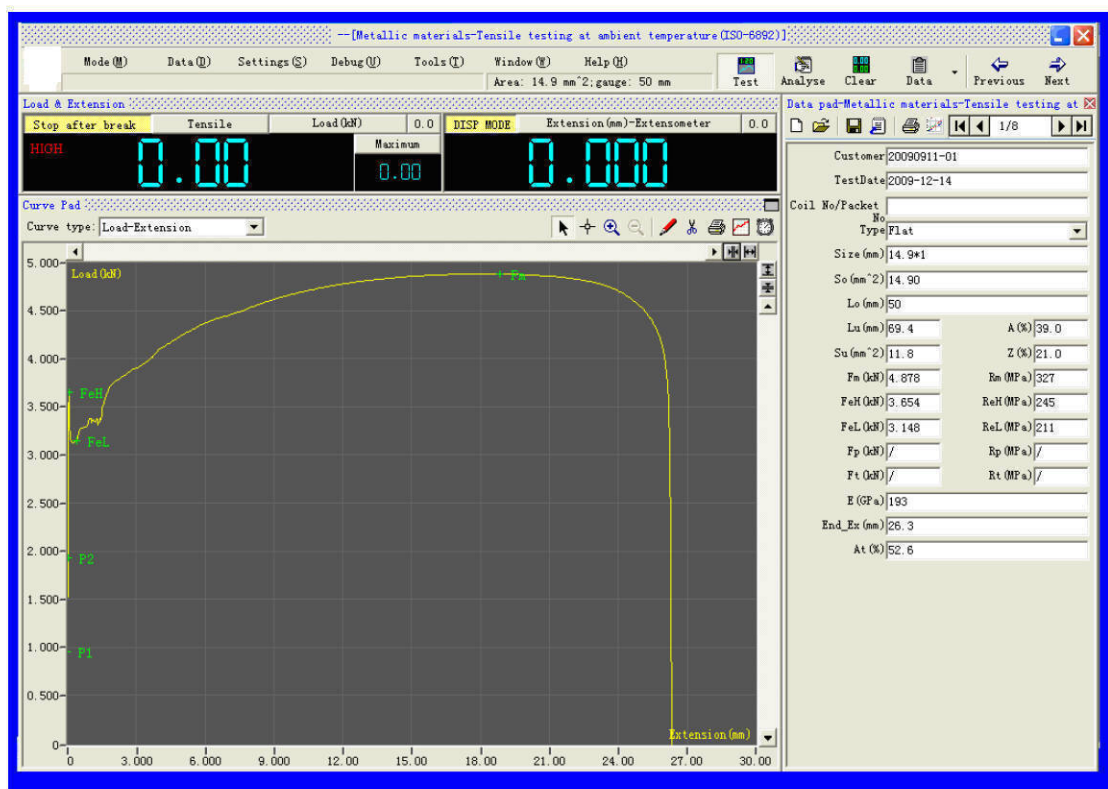 --[Metallic materials-Tensile testing at ambient temperature(ISO-6892)]
Mode(M) Data(D) Settings(S) Debug(U) Tools(T) Window(W) Help(H)
Area: 14.9 mm^2;gauge: 50 mm
Test Analyse Clear Data Previous Next
Load & Extension
Stop after break Tensile Load(kN) 0.0 DISP MODE Extension(mm)-Extensometer 0.0
HIGH 0.00 Maximum 0.00 0.000
Curve Pad
Curve type: Load-Extension
Load(kN)
5.000
4.500
4.000
3.500
3.000
2.500
2.000
1.500
1.000
0.500
0
Pm
FeH
FeL
P2
P1
Extension(mm)
0 3.000 6.000 9.000 12.00 15.00 18.00 21.00 24.00 27.00 30.00
Data pad-Metallic materials-Tensile testing at
1/8
Customer 20090911-01
TestDate 2009-12-14
Coil No/Packet No
Type Flat
Size(mm) 14.9*1
So(mm^2) 14.90
Lo(mm) 50
Lu(mm) 69.4 A(%) 39.0
Su(mm^2) 11.8 Z(%) 21.0
Fm(kN) 4.878 Rm(MPa) 327
FeH(kN) 3.654 ReH(MPa) 245
FeL(kN) 3.148 ReL(MPa) 211
Fp(kN) / Rp(MPa) /
Ft(kN) / Rt(MPa) /
E(GPa) 193
End_Ex(mm) 26.3
At(%) 52.6